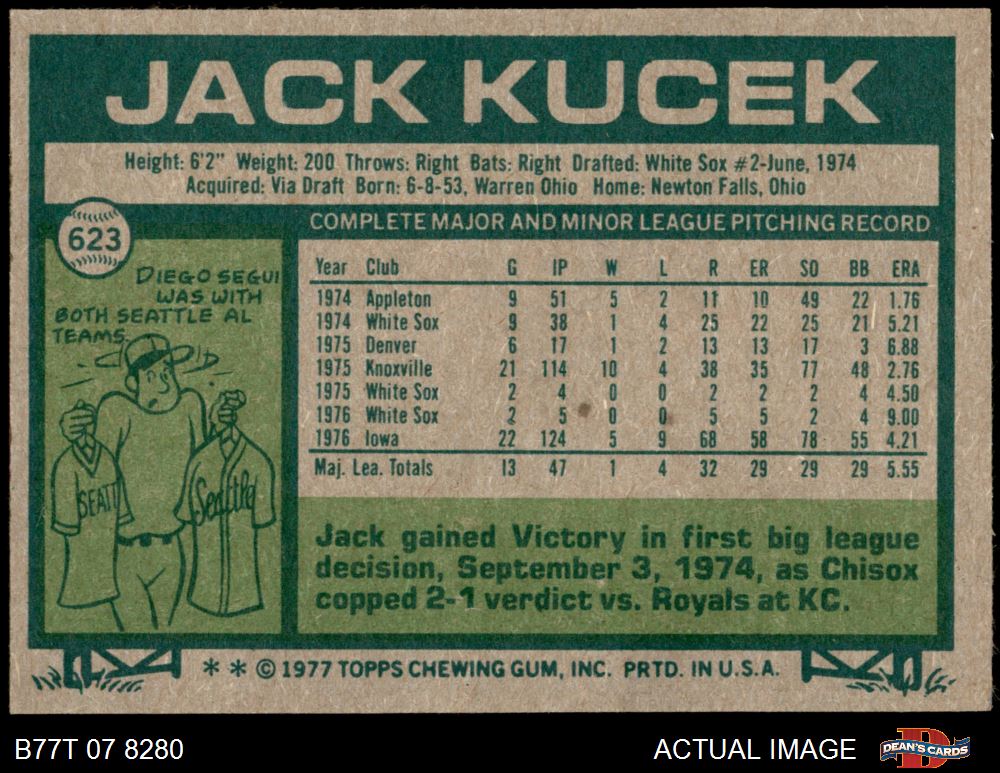 JACK KUCEK
Height: 6'2" Weight: 200 Throws: Right Bats: Right Drafted: White Sox #2-June, 1974
Acquired: Via Draft Born: 6-8-53, Warren Ohio Home: Newton Falls, Ohio
623
COMPLETE MAJOR AND MINOR LEAGUE PITCHING RECORD
DIEGO SEGUI
WAS WITH
BOTH SEATTLE AL
TEAMS.
SEATT
Seattle
Year Club G IP W L R ER SO BB ERA
1974 Appleton 9 51 5 2 11 10 49 22 1.76
1974 White Sox 9 38 1 4 25 22 25 21 5.21
1975 Denver 6 17 1 2 13 13 17 3 6.88
1975 Knoxville 21 114 10 4 38 35 77 48 2.76
1975 White Sox 2 4 0 0 2 2 2 4 4.50
1976 White Sox 2 5 0 0 5 5 2 4 9.00
1976 Iowa 22 124 5 9 68 58 78 55 4.21
Maj. Lea. Totals 13 47 1 4 32 29 29 29 5.55
Jack gained Victory in first big league
decision, September 3, 1974, as Chisox
copped 2-1 verdict vs. Royals at KC.
** © 1977 TOPPS CHEWING GUM, INC. PRTD. IN U.S.A.
B77T 07 8280
ACTUAL IMAGE
DEAN'S CARDS